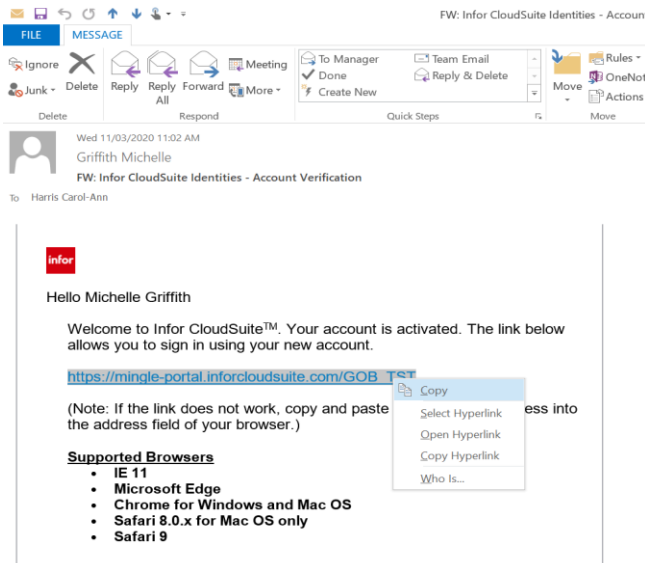 FW: Infor CloudSuite Identities - Accoun
FILE MESSAGE
Ignore
Junk
Delete
Reply
Reply All
Forward
Meeting
More
To Manager
Done
Create New
Team Email
Reply & Delete
Move
Rules
OneNot
Actions
Delete Respond Quick Steps Move
Wed 11/03/2020 11:02 AM
Griffith Michelle
FW: Infor CloudSuite Identities - Account Verification
To Harris Carol-Ann
infor
Hello Michelle Griffith
Welcome to Infor CloudSuite™. Your account is activated. The link below
allows you to sign in using your new account.
https://mingle-portal.inforcloudsuite.com/GOB_TST
(Note: If the link does not work, copy and paste ess into
the address field of your browser.)
Copy
Select Hyperlink
Open Hyperlink
Copy Hyperlink
Who Is...
Supported Browsers
• IE 11
• Microsoft Edge
• Chrome for Windows and Mac OS
• Safari 8.0.x for Mac OS only
• Safari 9